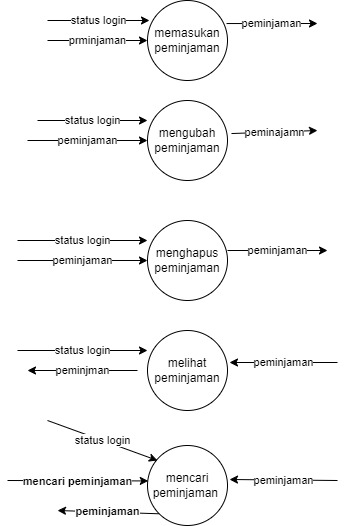 status login
prminjaman
memasukan
peminjaman
peminjaman
status login
peminjaman
mengubah
peminjaman
peminajamn
status login
peminjaman
menghapus
peminjaman
peminjaman
status login
peminjman
melihat
peminjaman
peminjaman
status login
mencari peminjaman
peminjaman
mencari
peminjaman
peminjaman